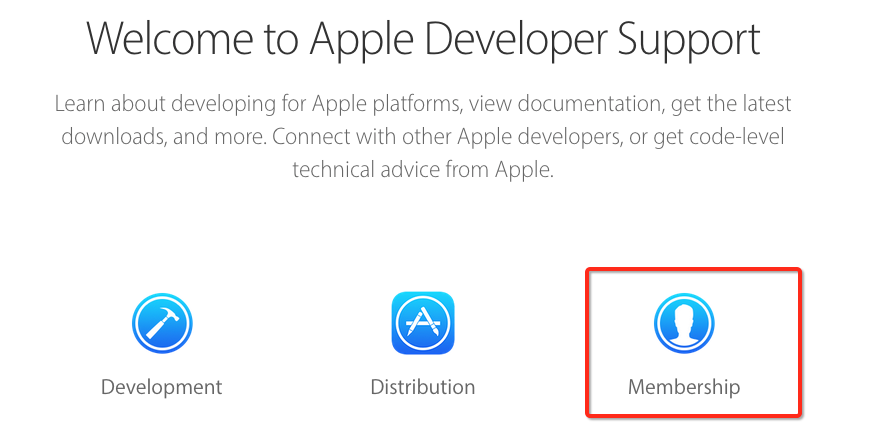 Welcome to Apple Developer Support
Learn about developing for Apple platforms, view documentation, get the latest
downloads, and more. Connect with other Apple developers, or get code-level
technical advice from Apple.
Development
Distribution
Membership